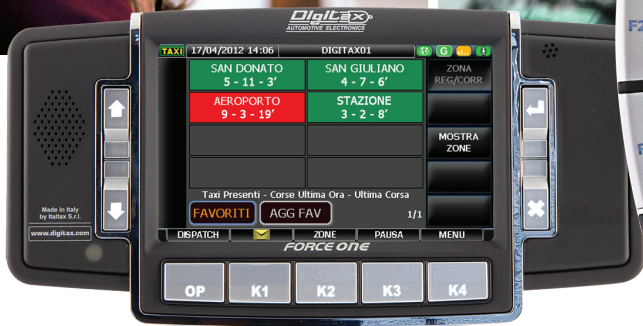 Digitax
AUTOMOTIVE ELECTRONICS
TAXI 17/04/2012 14:06 DIGITAX01 G
SAN DONATO
5 - 11 - 3'
SAN GIULIANO
4 - 7 - 6'
ZONA
REG/CORR
AEROPORTO
9 - 3 - 19'
STAZIONE
3 - 2 - 8'
MOSTRA
ZONE
Taxi Presenti - Corse Ultima Ora - Ultima Corsa
FAVORITI AGG FAV 1/1
DISPATCH ZONE PAUSA MENU
FORCE ONE
OP K1 K2 K3 K4
Made in Italy
by Italtax S.r.l.
www.digitax.com
F2